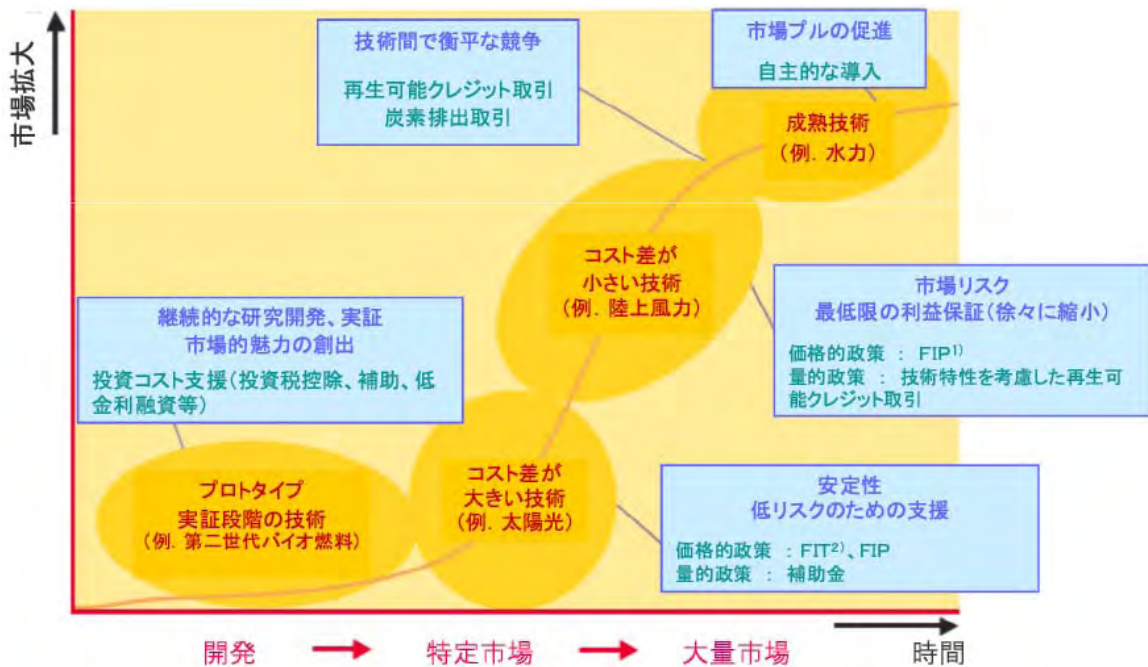 市場拡大
技術間で衡平な競争
再生可能クレジット取引
炭素排出取引
市場プルの促進
自主的な導入
成熟技術
(例. 水力)
コスト差が
小さい技術
(例. 陸上風力)
市場リスク
最低限の利益保証(徐々に縮小)
価格的政策 : FIP1)
量的政策 : 技術特性を考慮した再生可
能クレジット取引
継続的な研究開発、実証
市場的魅力の創出
投資コスト支援(投資税控除、補助、低
金利融資等)
プロトタイプ
実証段階の技術
(例. 第二世代バイオ燃料)
コスト差が
大きい技術
(例. 太陽光)
安定性
低リスクのための支援
価格的政策 : FIT2)、FIP
量的政策 : 補助金
開発
特定市場
大量市場
時間